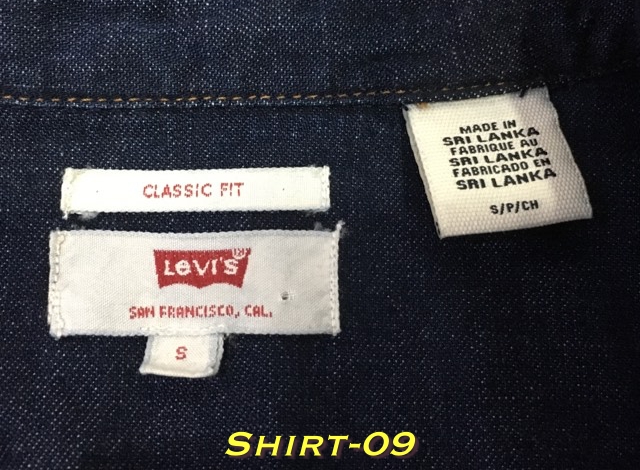 CLASSIC FIT
LEVI'S
SAN FRANCISCO, CAL.
S
MADE IN
SRI LANKA
FABRIQUE AU
SRI LANKA
FABRICADO EN
SRI LANKA
S/P/CH
SHIRT-09